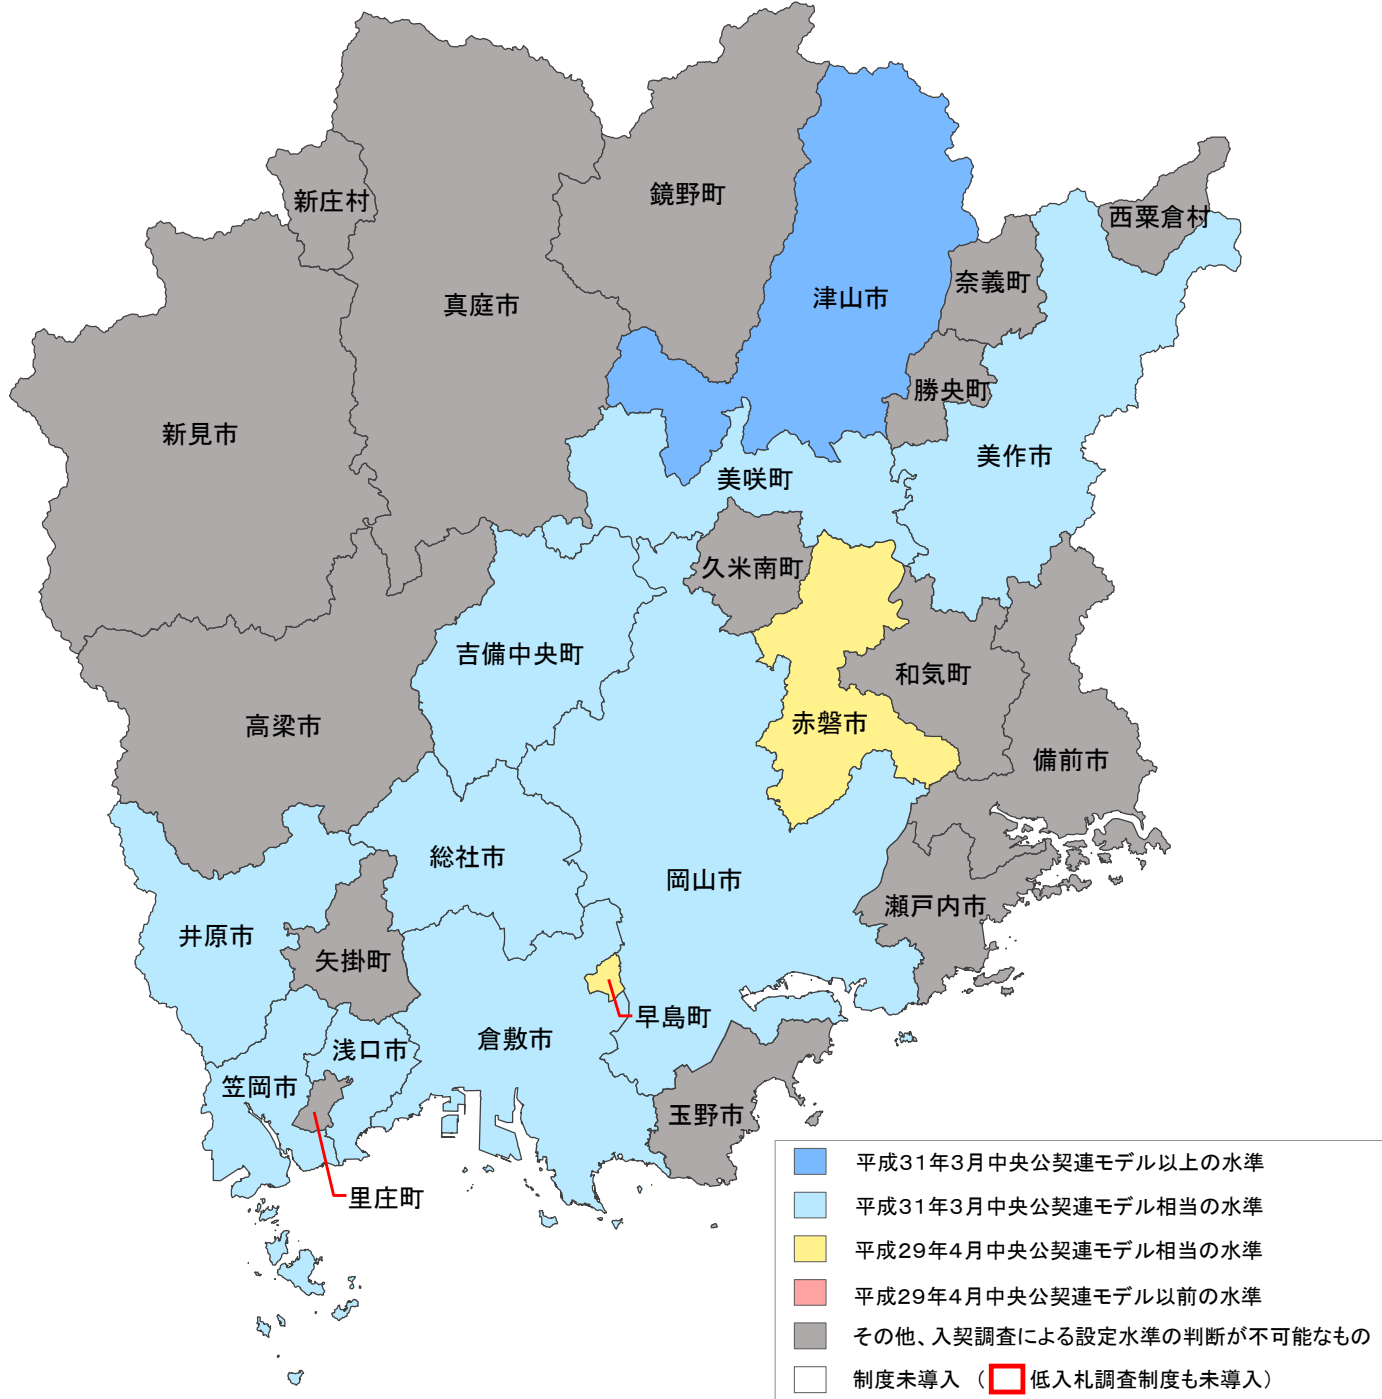 新庄村
鏡野町
西粟倉村
奈義町
津山市
真庭市
勝央町
新見市
美作市
美咲町
久米南町
吉備中央町
和気町
高梁市
赤磐市
備前市
総社市
岡山市
瀬戸内市
井原市
矢掛町
早島町
倉敷市
浅口市
笠岡市
玉野市
里庄町
平成31年3月中央公契連モデル以上の水準
平成31年3月中央公契連モデル相当の水準
平成29年4月中央公契連モデル相当の水準
平成29年4月中央公契連モデル以前の水準
その他、入契調査による設定水準の判断が不可能なもの
制度未導入 （ 低入札調査制度も未導入）